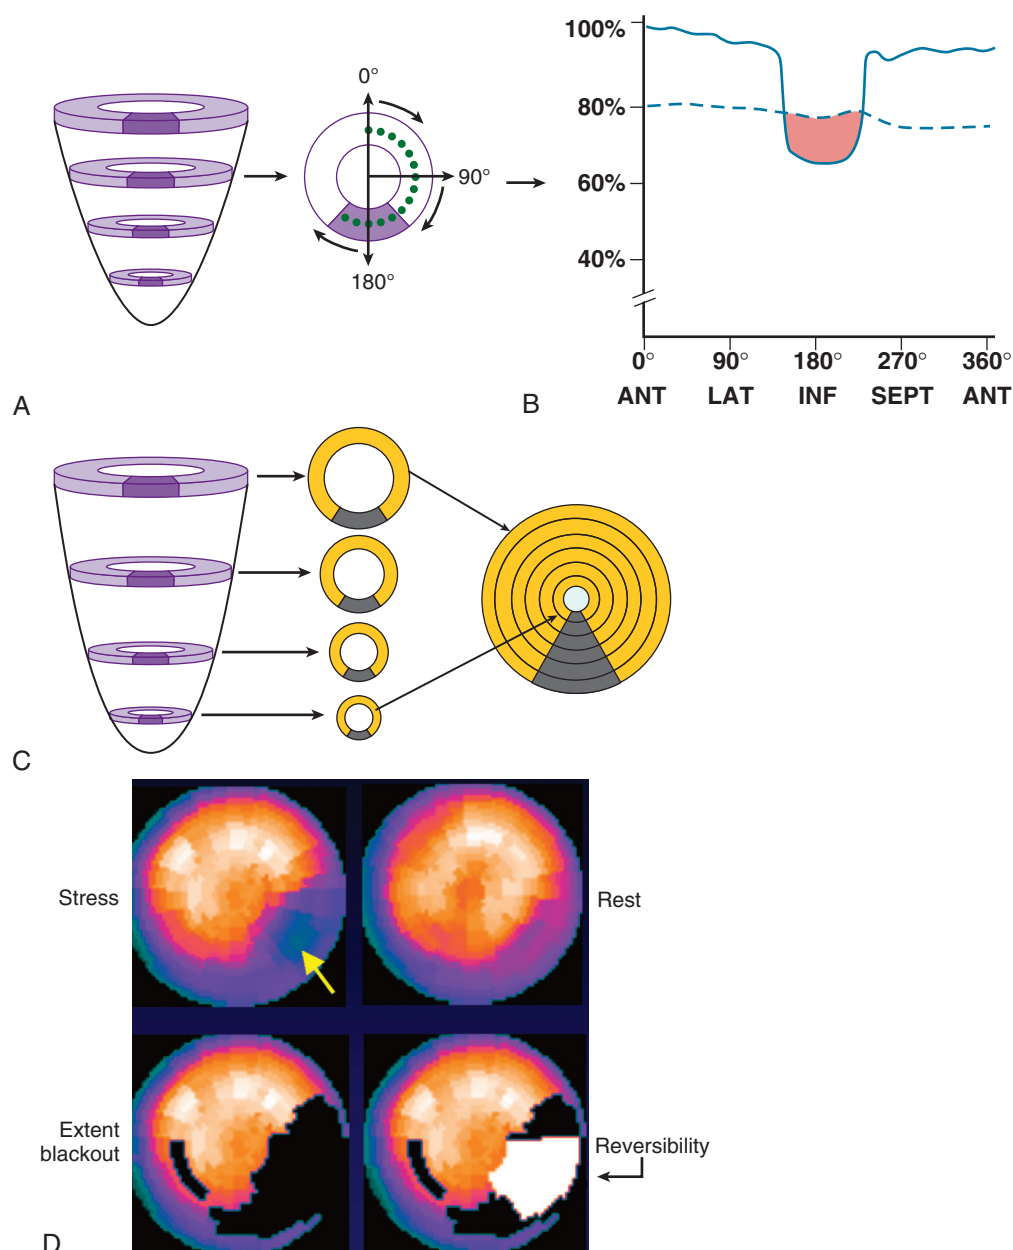 0°
90°
180°
100%
80%
60%
40%
0° 90° 180° 270° 360°
ANT LAT INF SEPT ANT
A
B
C
Stress
Rest
Extent
blackout
Reversibility
D